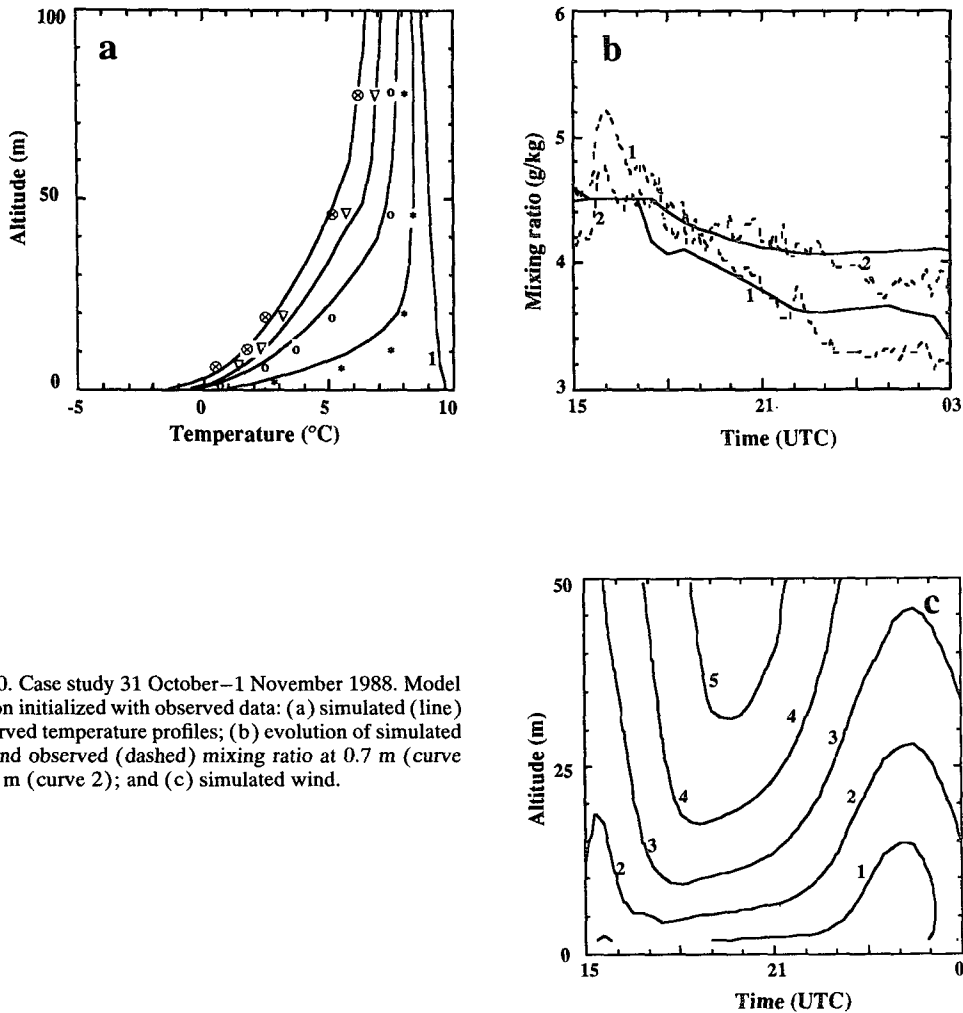 a
100
50
0
Altitude (m)
1
-5
0
5
10
Temperature (°C)
b
6
5
4
3
Mixing ratio (g/kg)
1
2
2
1
15
21
03
Time (UTC)
0. Case study 31 October–1 November 1988. Model
on initialized with observed data: (a) simulated (line)
rved temperature profiles; (b) evolution of simulated
nd observed (dashed) mixing ratio at 0.7 m (curve
m (curve 2); and (c) simulated wind.
c
50
25
0
Altitude (m)
5
4
4
3
3
2
2
1
15
21
0
Time (UTC)